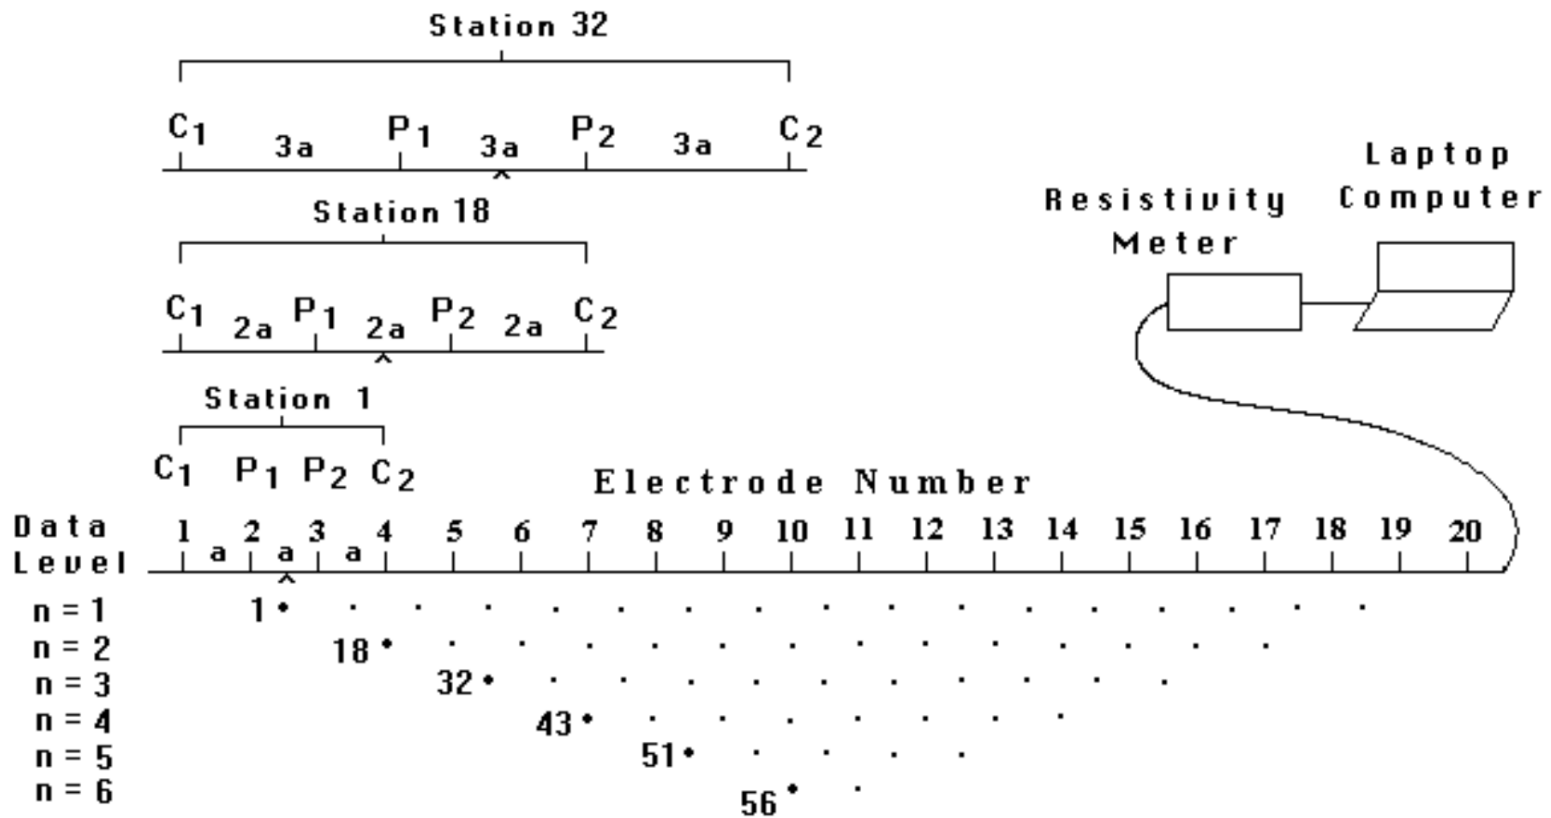 Station 32
C1 P1 P2 C2
3a 3a 3a
Laptop
Computer
Resistivity
Meter
Station 18
C1 P1 P2 C2
2a 2a 2a
Station 1
C1 P1 P2 C2
Electrode Number
Data
Level
1 2 3 4 5 6 7 8 9 10 11 12 13 14 15 16 17 18 19 20
a a a
n = 1 1
n = 2 18
n = 3 32
n = 4 43
n = 5 51
n = 6 56